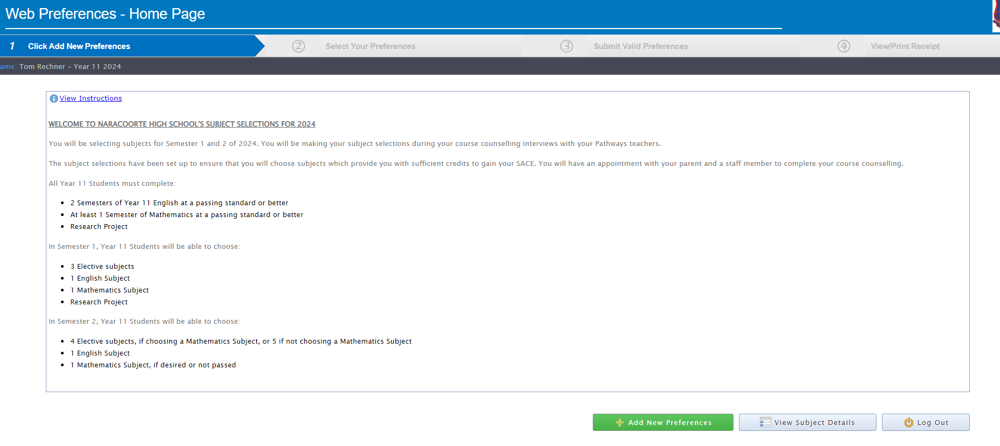 Web Preferences - Home Page
1 Click Add New Preferences 2 Select Your Preferences 3 Submit Valid Preferences 4 View/Print Receipt
ame: Tom Rechner - Year 11 2024
View Instructions
WELCOME TO NARACOORTE HIGH SCHOOL'S SUBJECT SELECTIONS FOR 2024
You will be selecting subjects for Semester 1 and 2 of 2024. You will be making your subject selections during your course counselling interviews with your Pathways teachers.
The subject selections have been set up to ensure that you will choose subjects which provide you with sufficient credits to gain your SACE. You will have an appointment with your parent and a staff member to complete your course counselling.
All Year 11 Students must complete:
• 2 Semesters of Year 11 English at a passing standard or better
• At least 1 Semester of Mathematics at a passing standard or better
• Research Project
In Semester 1, Year 11 Students will be able to choose:
• 3 Elective subjects
• 1 English Subject
• 1 Mathematics Subject
• Research Project
In Semester 2, Year 11 Students will be able to choose:
• 4 Elective subjects, if choosing a Mathematics Subject, or 5 if not choosing a Mathematics Subject
• 1 English Subject
• 1 Mathematics Subject, if desired or not passed
Add New Preferences View Subject Details Log Out